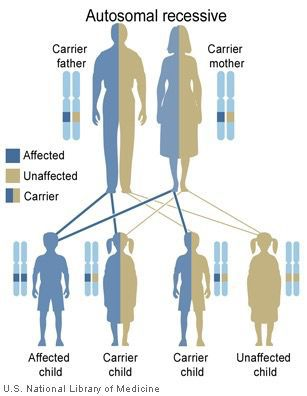 Autosomal recessive
Carrier father
Carrier mother
Affected
Unaffected
Carrier
Affected child
Carrier child
Carrier child
Unaffected child
U.S. National Library of Medicine